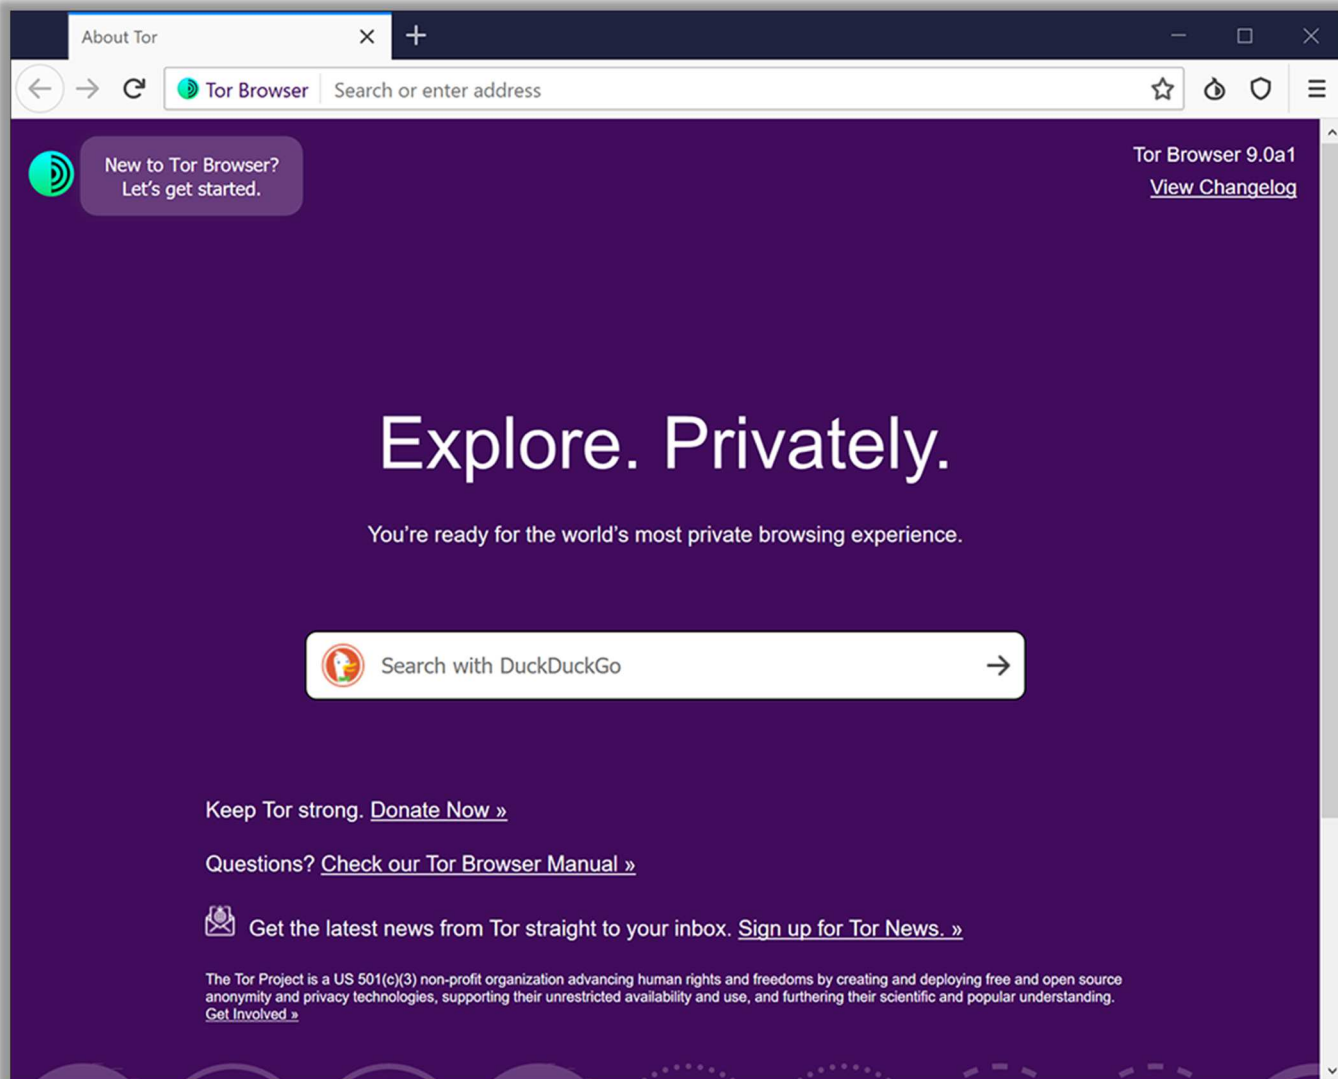 About Tor
Tor Browser Search or enter address
New to Tor Browser?
Let’s get started.
Tor Browser 9.0a1
View Changelog
Explore. Privately.
You’re ready for the world’s most private browsing experience.
Search with DuckDuckGo
Keep Tor strong. Donate Now »
Questions? Check our Tor Browser Manual »
Get the latest news from Tor straight to your inbox. Sign up for Tor News. »
The Tor Project is a US 501(c)(3) non-profit organization advancing human rights and freedoms by creating and deploying free and open source
anonymity and privacy technologies, supporting their unrestricted availability and use, and furthering their scientific and popular understanding.
Get Involved »